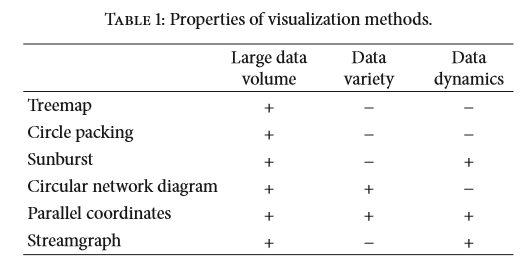 TABLE 1: Properties of visualization methods.
Large data Data Data
volume variety dynamics
Treemap + − −
Circle packing + − −
Sunburst + − +
Circular network diagram + + −
Parallel coordinates + + +
Streamgraph + − +